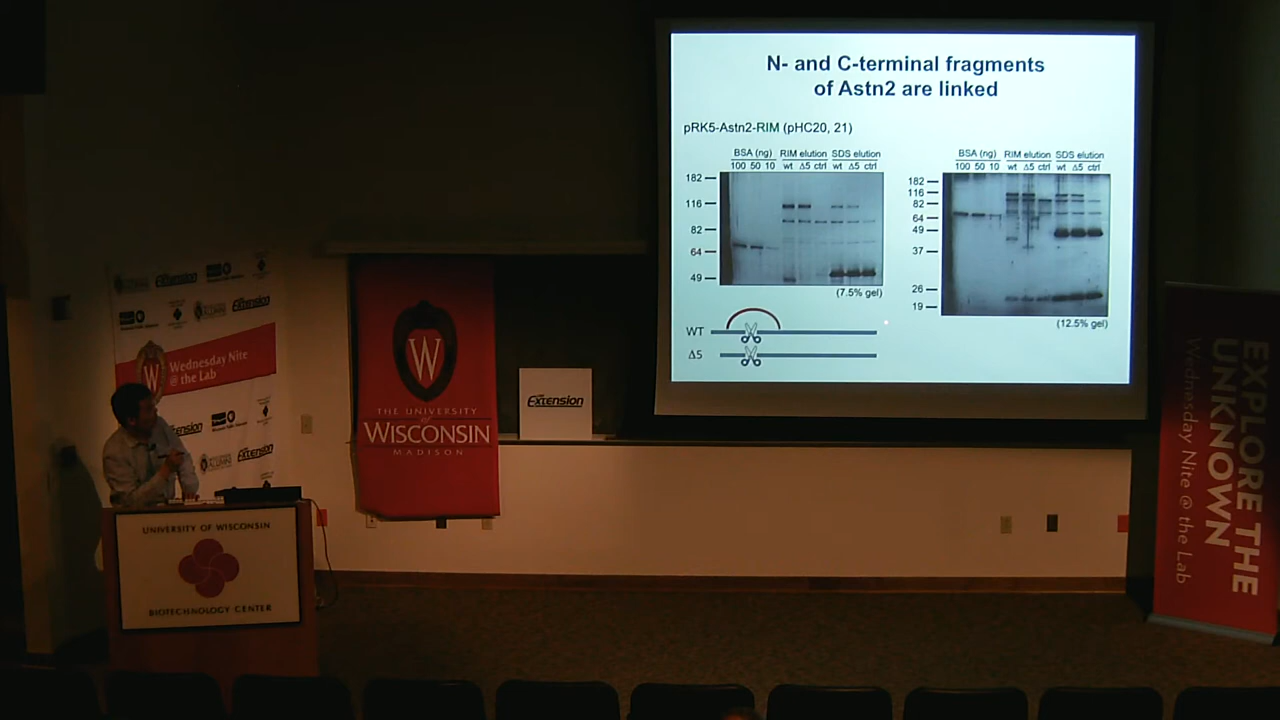 N- and C-terminal fragments
of Astn2 are linked
pRK5-Astn2-RIM (pHC20, 21)
BSA (ng) RIM elution SDS elution
100 50 10 wt Δ5 ctrl wt Δ5 ctrl
182
116
82
64
49
(7.5% gel)
BSA (ng) RIM elution SDS elution
100 50 10 wt Δ5 ctrl wt Δ5 ctrl
182
116
82
64
49
37
26
19
(12.5% gel)
WT
Δ5
Extension
Extension
Wednesday Nite
@ the Lab
Extension
Extension
W
THE UNIVERSITY
of
WISCONSIN
MADISON
Extension
UNIVERSITY OF WISCONSIN
BIOTECHNOLOGY CENTER
EXPLORE THE
UNKNOWN
Wednesday Nite @ the Lab